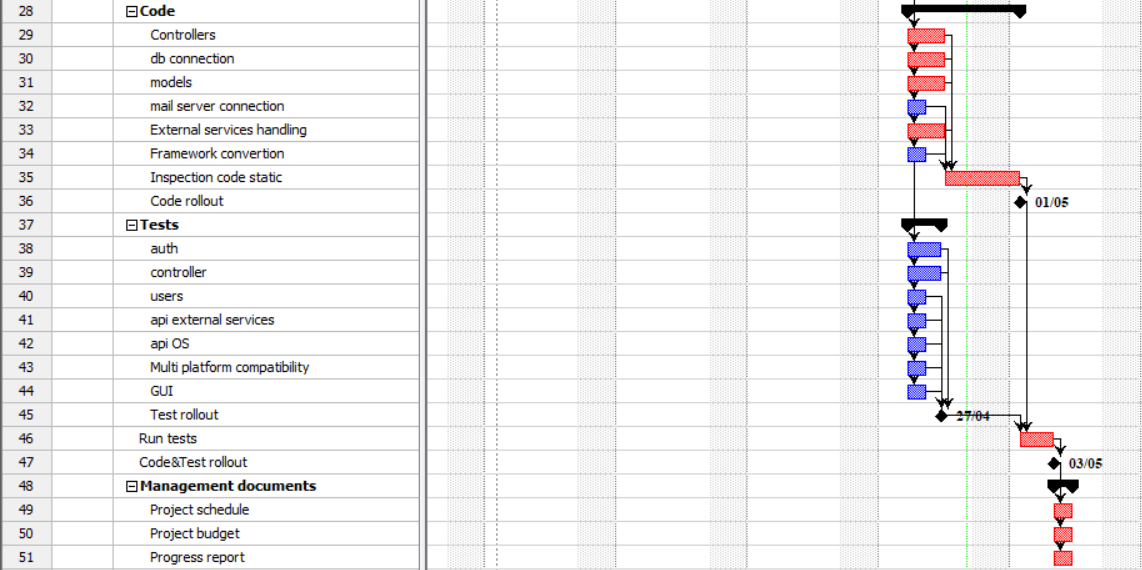 28 Code
29 Controllers
30 db connection
31 models
32 mail server connection
33 External services handling
34 Framework convertion
35 Inspection code static
36 Code rollout 01/05
37 Tests
38 auth
39 controller
40 users
41 api external services
42 api OS
43 Multi platform compatibility
44 GUI
45 Test rollout 27/04
46 Run tests
47 Code&Test rollout 03/05
48 Management documents
49 Project schedule
50 Project budget
51 Progress report